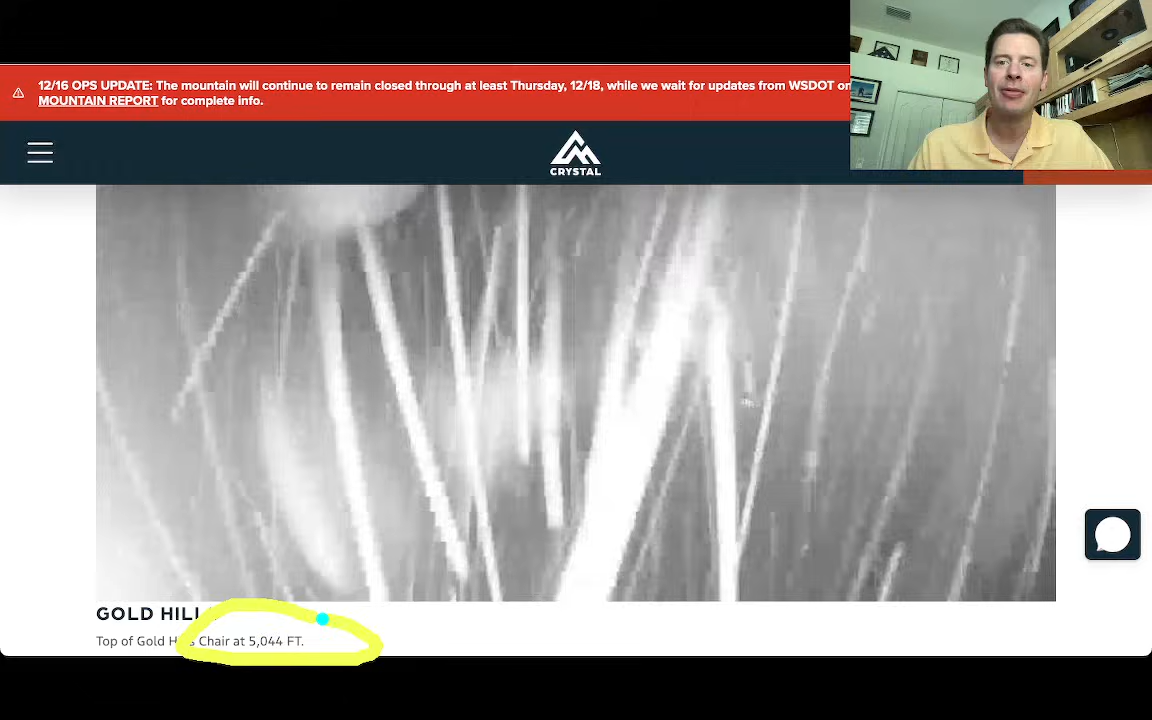 12/16 OPS UPDATE: The mountain will continue to remain closed through at least Thursday, 12/18, while we wait for updates from WSDOT on
MOUNTAIN REPORT for complete info.
CRYSTAL
GOLD HILL
Top of Gold Hills Chair at 5,044 FT.